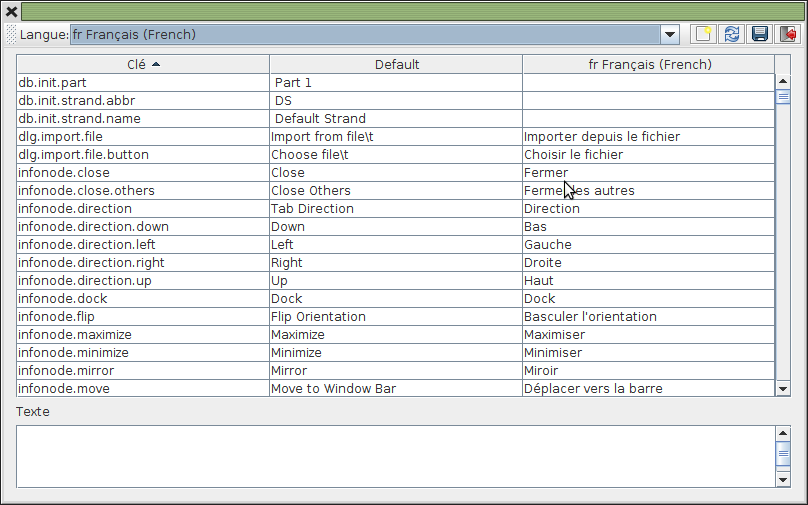 Langue: fr Français (French)
Clé Default fr Français (French)
db.init.part Part 1
db.init.strand.abbr DS
db.init.strand.name Default Strand
dlg.import.file Import from file\t Importer depuis le fichier
dlg.import.file.button Choose file\t Choisir le fichier
infonode.close Close Fermer
infonode.close.others Close Others Ferme les autres
infonode.direction Tab Direction Direction
infonode.direction.down Down Bas
infonode.direction.left Left Gauche
infonode.direction.right Right Droite
infonode.direction.up Up Haut
infonode.dock Dock Dock
infonode.flip Flip Orientation Basculer l'orientation
infonode.maximize Maximize Maximiser
infonode.minimize Minimize Minimiser
infonode.mirror Mirror Miroir
infonode.move Move to Window Bar Déplacer vers la barre
Texte